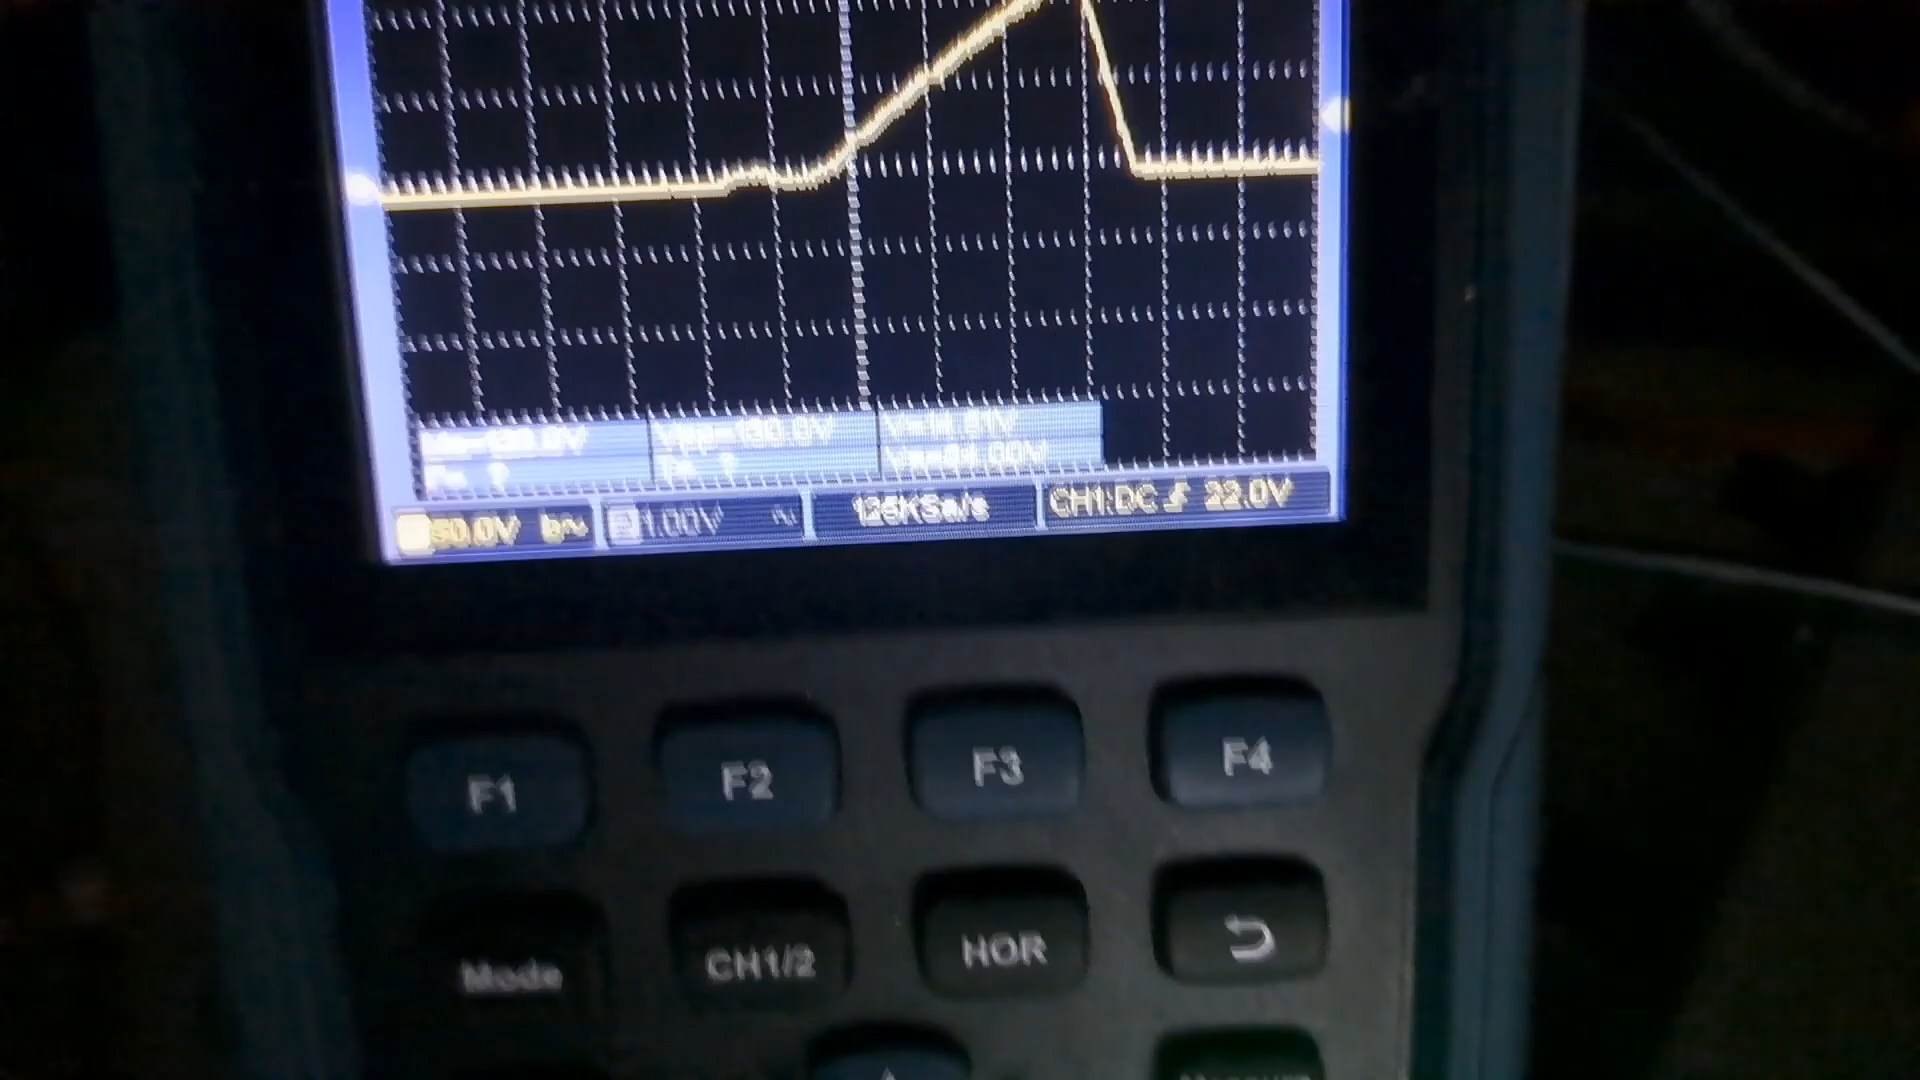 Vpp=130.0V
?
?
50.0V
1.00V
125KSa/s
CH1:DC 22.0V
F1
F2
F3
F4
Mode
CH1/2
HOR